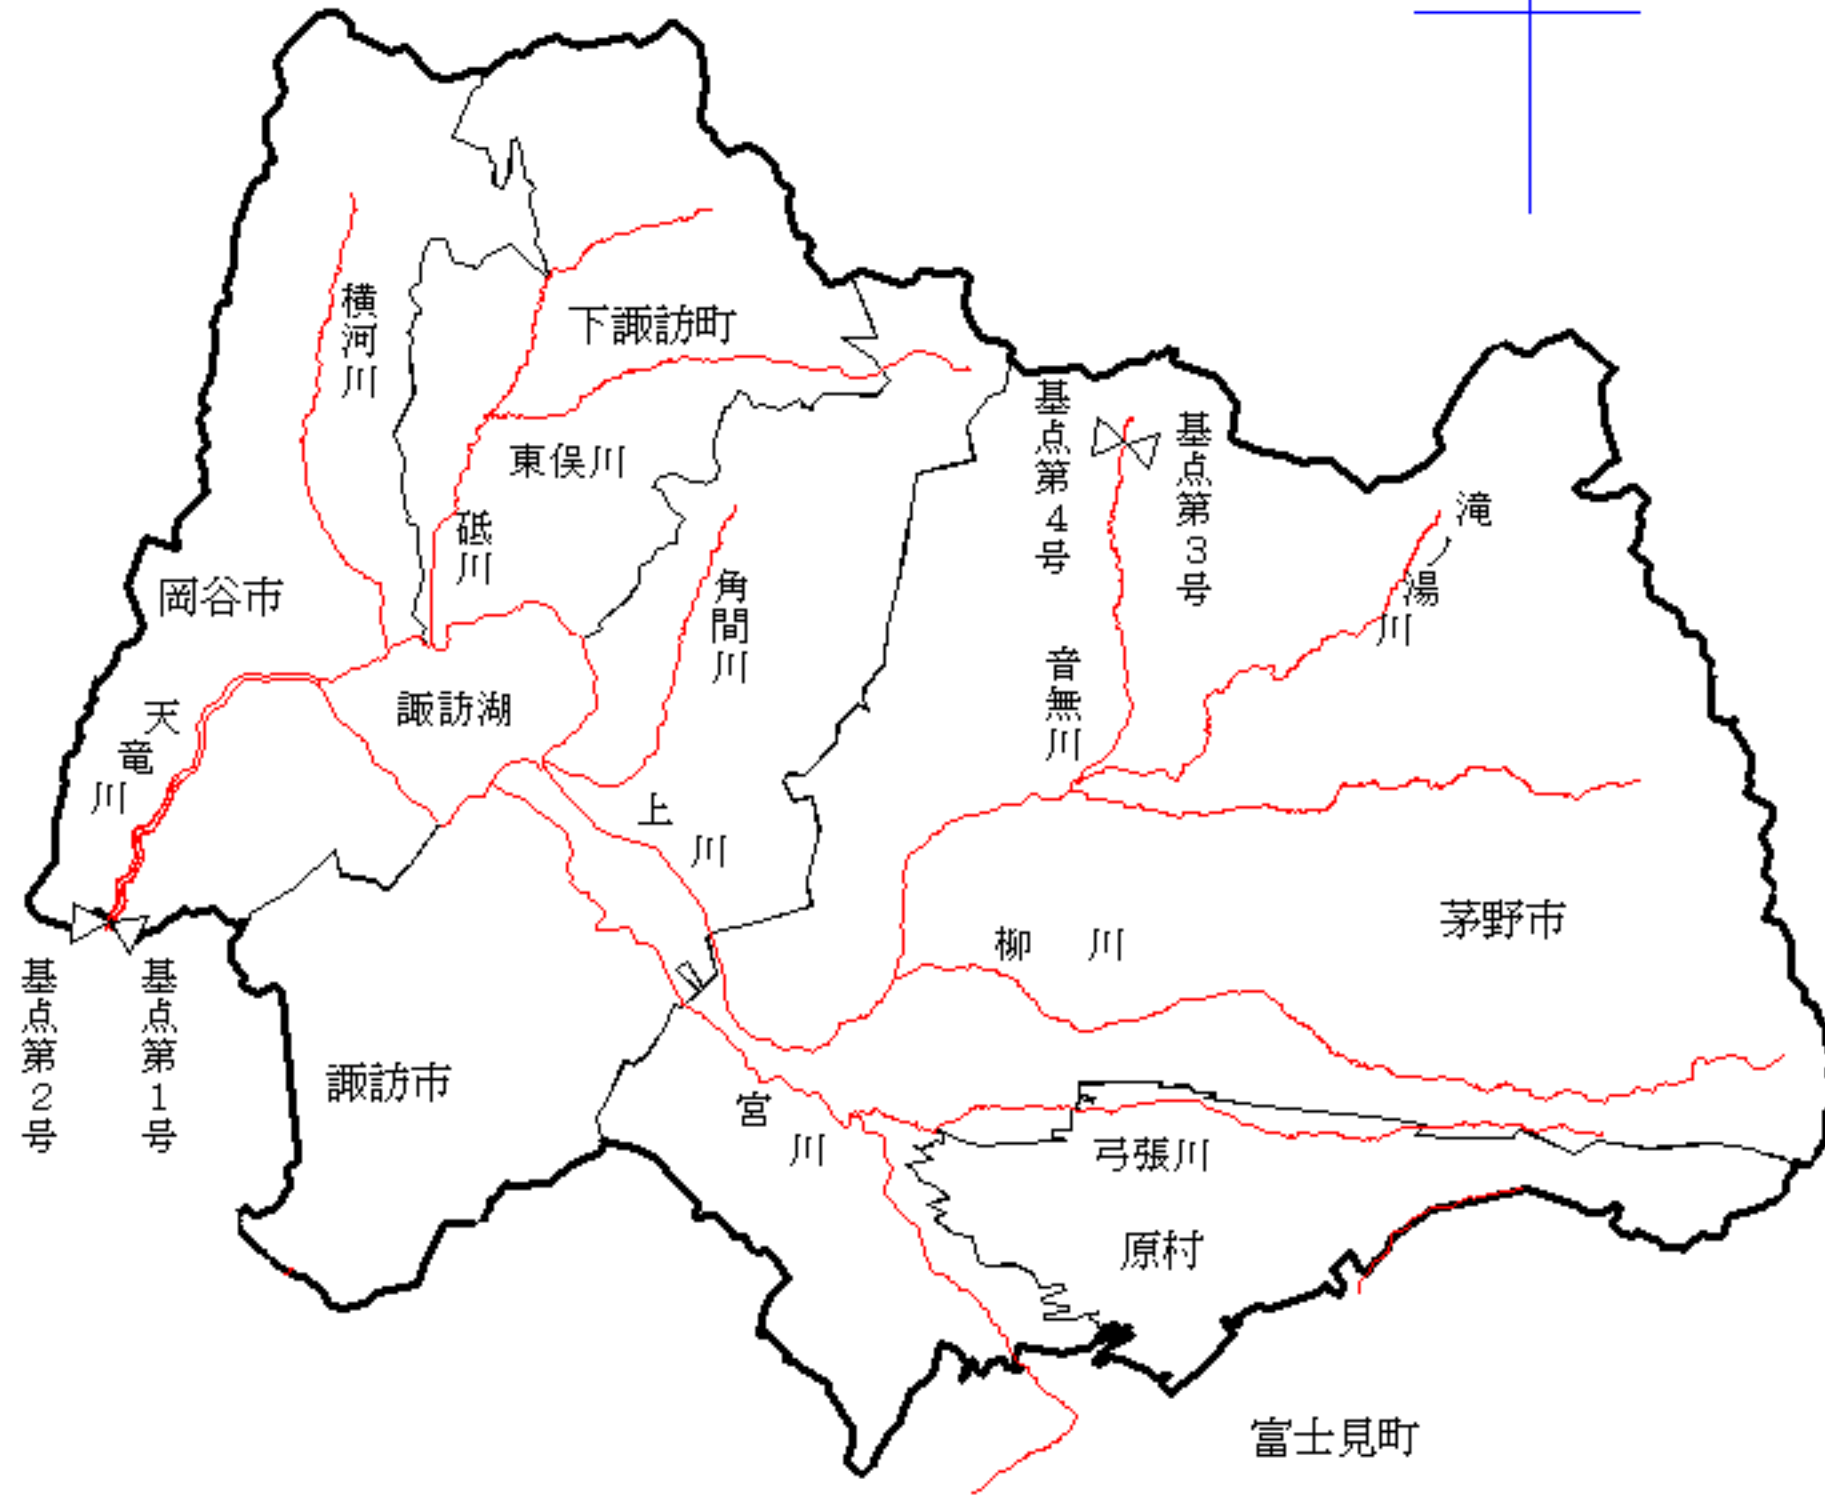 横河川
下諏訪町
東俣川
砥川
角間川
岡谷市
諏訪湖
天竜川
上川
基点第4号
基点第3号
滝ノ湯川
音無川
柳川
茅野市
基点第2号
基点第1号
諏訪市
宮川
弓張川
原村
富士見町